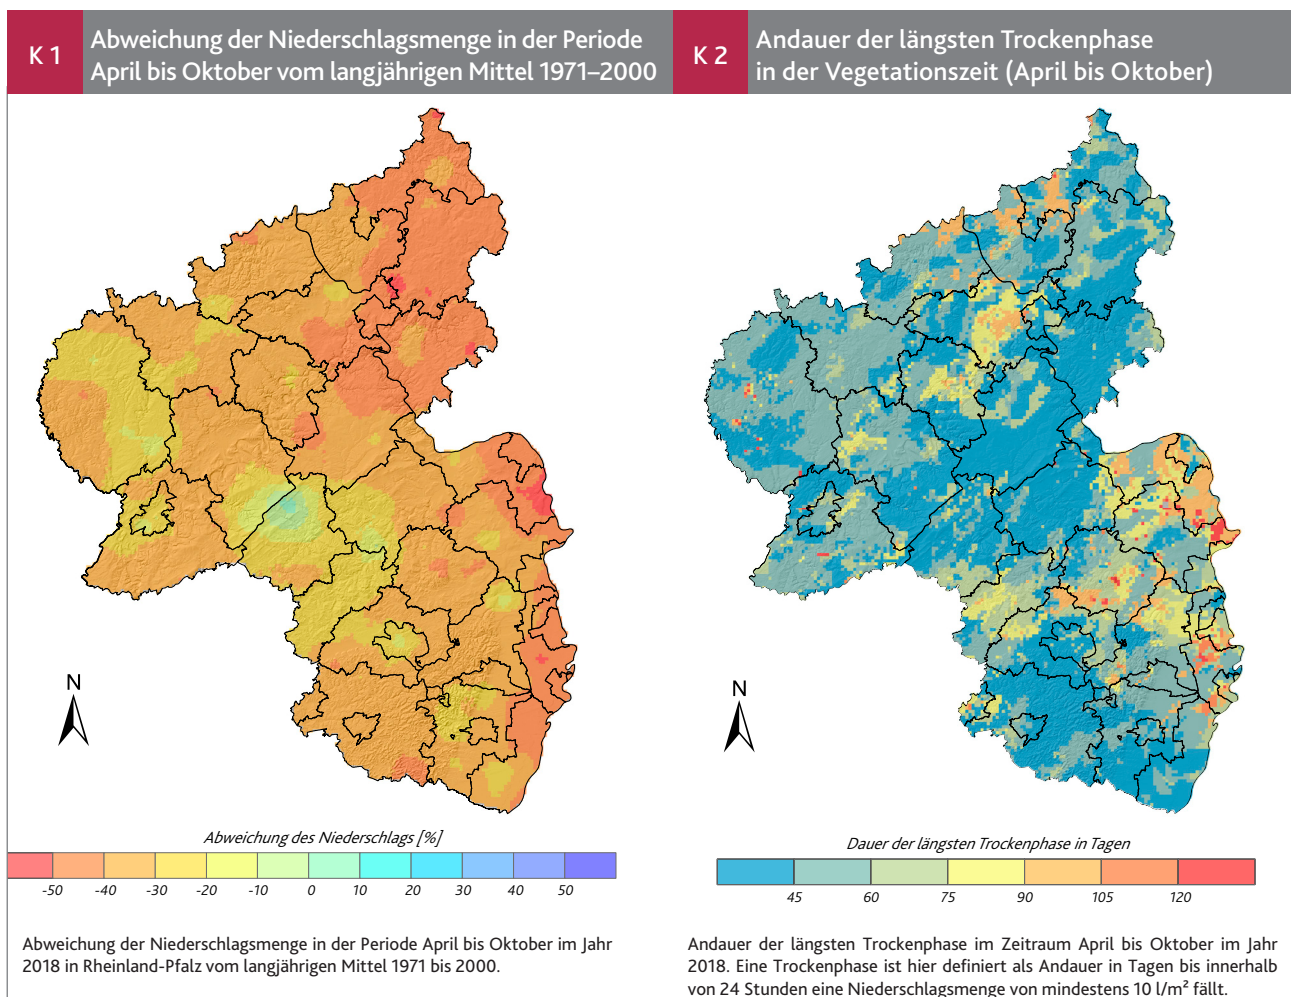 K 1
Abweichung der Niederschlagsmenge in der Periode
April bis Oktober vom langjährigen Mittel 1971–2000
K 2
Andauer der längsten Trockenphase
in der Vegetationszeit (April bis Oktober)
N
N
Abweichung des Niederschlags [%]
-50 -40 -30 -20 -10 0 10 20 30 40 50
Abweichung der Niederschlagsmenge in der Periode April bis Oktober im Jahr
2018 in Rheinland-Pfalz vom langjährigen Mittel 1971 bis 2000.
Dauer der längsten Trockenphase in Tagen
45 60 75 90 105 120
Andauer der längsten Trockenphase im Zeitraum April bis Oktober im Jahr
2018. Eine Trockenphase ist hier definiert als Andauer in Tagen bis innerhalb
von 24 Stunden eine Niederschlagsmenge von mindestens 10 l/m² fällt.